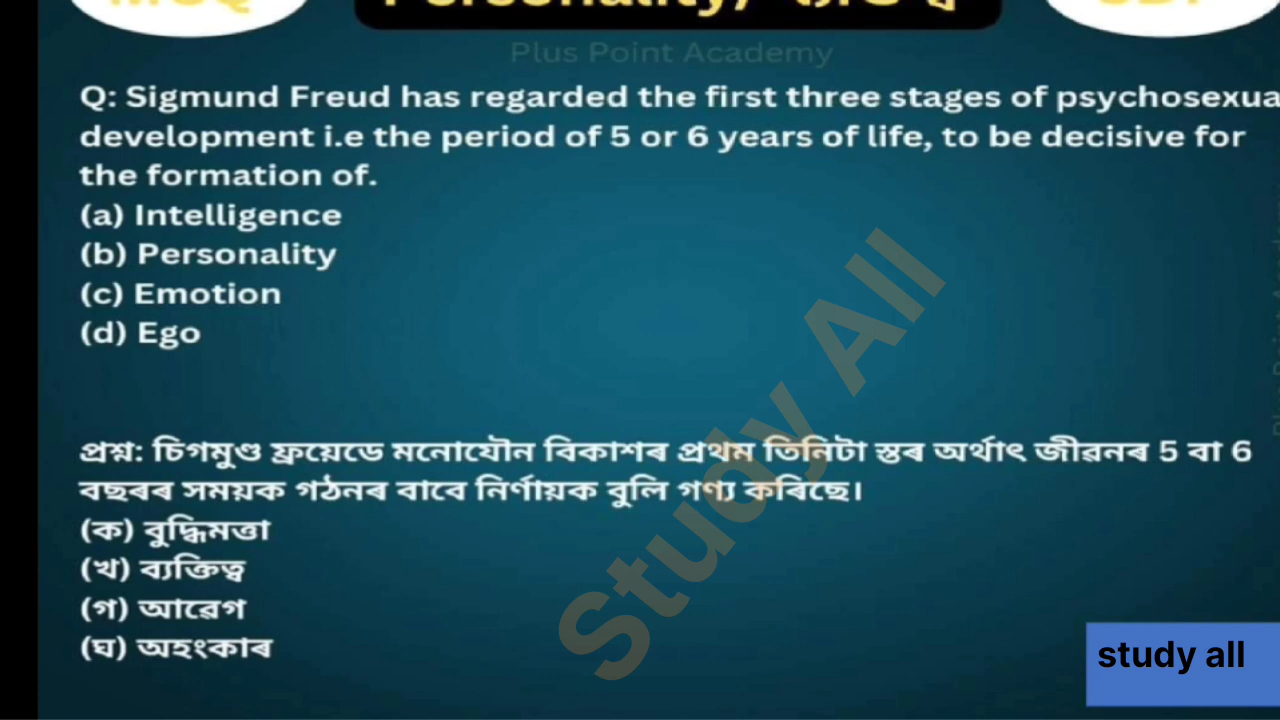 Personality/ ব্যক্তিত্ব
Plus Point Academy
Q: Sigmund Freud has regarded the first three stages of psychosexua
development i.e the period of 5 or 6 years of life, to be decisive for
the formation of.
(a) Intelligence
(b) Personality
(c) Emotion
(d) Ego
Study All
প্ৰশ্ন: চিগমুণ্ড ফ্ৰয়েডে মনোযৌন বিকাশৰ প্ৰথম তিনিটা স্তৰ অৰ্থাৎ জীৱনৰ 5 বা 6
বছৰৰ সময়ক গঠনৰ বাবে নিৰ্ণায়ক বুলি গণ্য কৰিছে।
(ক) বুদ্ধিমত্তা
(খ) ব্যক্তিত্ব
(গ) আৱেগ
(ঘ) অহংকাৰ
study all